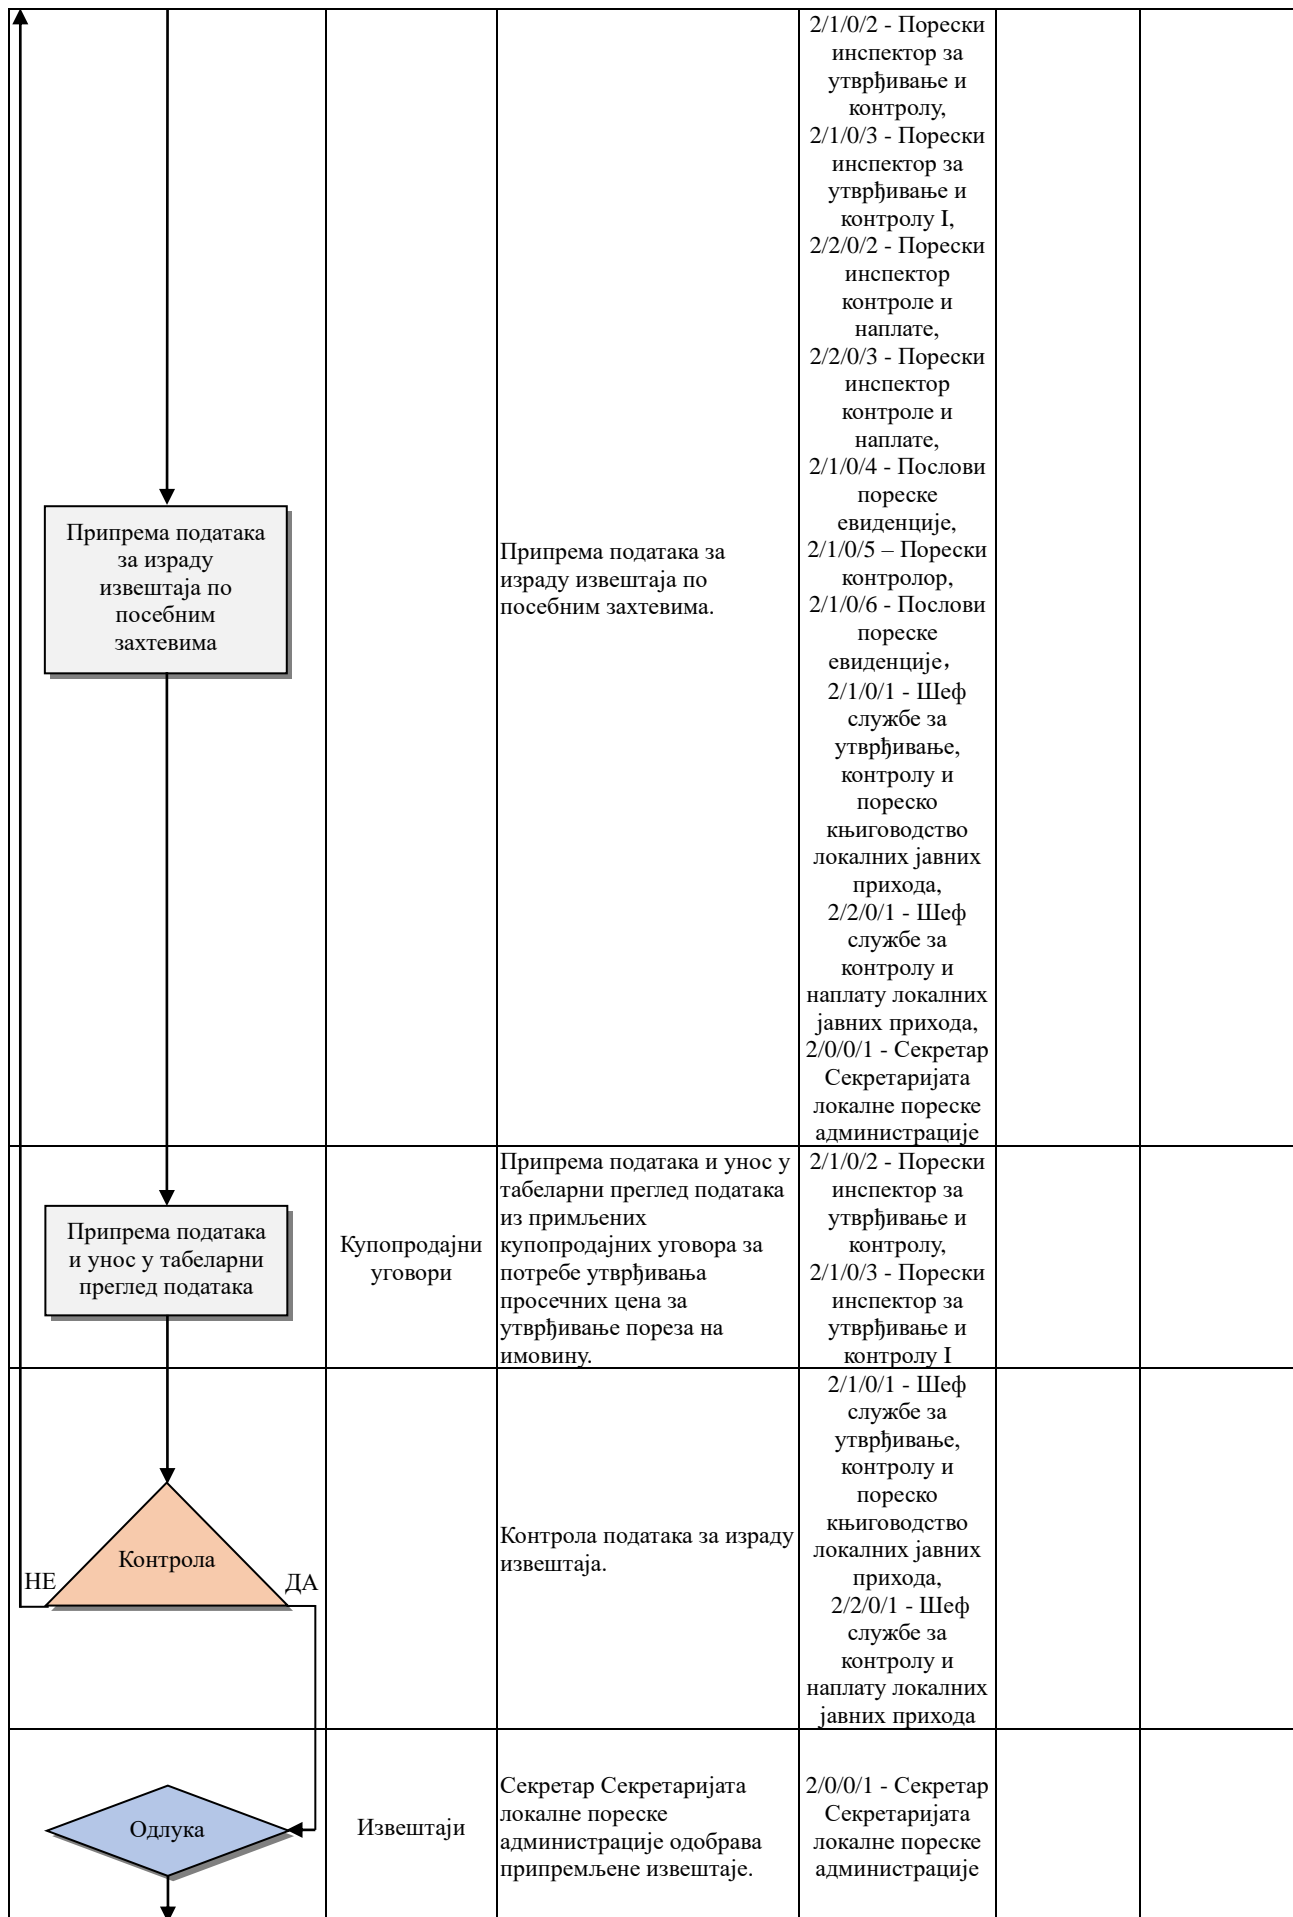 2/1/0/2 - Порески
инспектор за
утврђивање и
контролу,
2/1/0/3 - Порески
инспектор за
утврђивање и
контролу I,
2/2/0/2 - Порески
инспектор
контроле и
наплате,
2/2/0/3 - Порески
инспектор
контроле и
наплате,
2/1/0/4 - Послови
пореске
евиденције,
2/1/0/5 – Порески
контролор,
2/1/0/6 - Послови
пореске
евиденције,
2/1/0/1 - Шеф
службе за
утврђивање,
контролу и
пореско
књиговодство
локалних јавних
прихода,
2/2/0/1 - Шеф
службе за
контролу и
наплату локалних
јавних прихода,
2/0/0/1 - Секретар
Секретаријата
локалне пореске
администрације
Припрема података
за израду
извештаја по
посебним
захтевима
Припрема података за
израду извештаја по
посебним захтевима.
Припрема података
и унос у табеларни
преглед података
Купопродајни
уговори
Припрема података и унос у
табеларни преглед података
из примљених
купопродајних уговора за
потребе утврђивања
просечних цена за
утврђивање пореза на
имовину.
2/1/0/2 - Порески
инспектор за
утврђивање и
контролу,
2/1/0/3 - Порески
инспектор за
утврђивање и
контролу I
Контрола
НЕ
ДА
Контрола података за израду
извештаја.
2/1/0/1 - Шеф
службе за
утврђивање,
контролу и
пореско
књиговодство
локалних јавних
прихода,
2/2/0/1 - Шеф
службе за
контролу и
наплату локалних
јавних прихода
Одлука
Извештаји
Секретар Секретаријата
локалне пореске
администрације одобрава
припремљене извештаје.
2/0/0/1 - Секретар
Секретаријата
локалне пореске
администрације